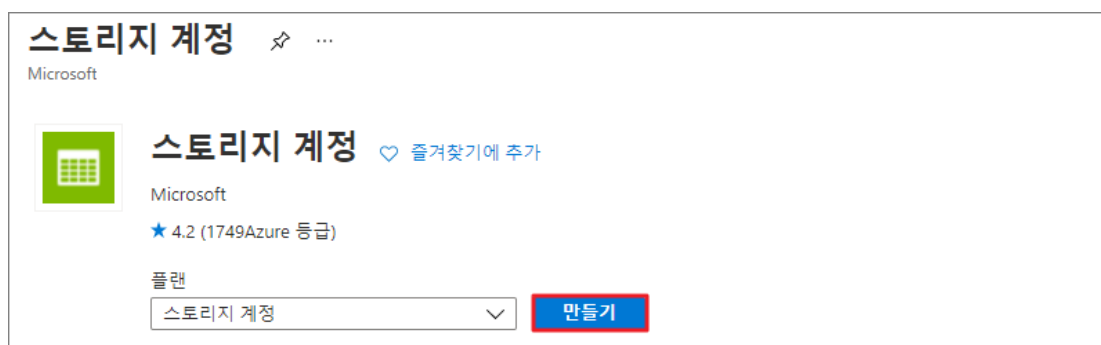 스토리지 계정 ...
Microsoft
스토리지 계정 즐겨찾기에 추가
Microsoft
★ 4.2 (1749Azure 등급)
플랜
스토리지 계정 만들기